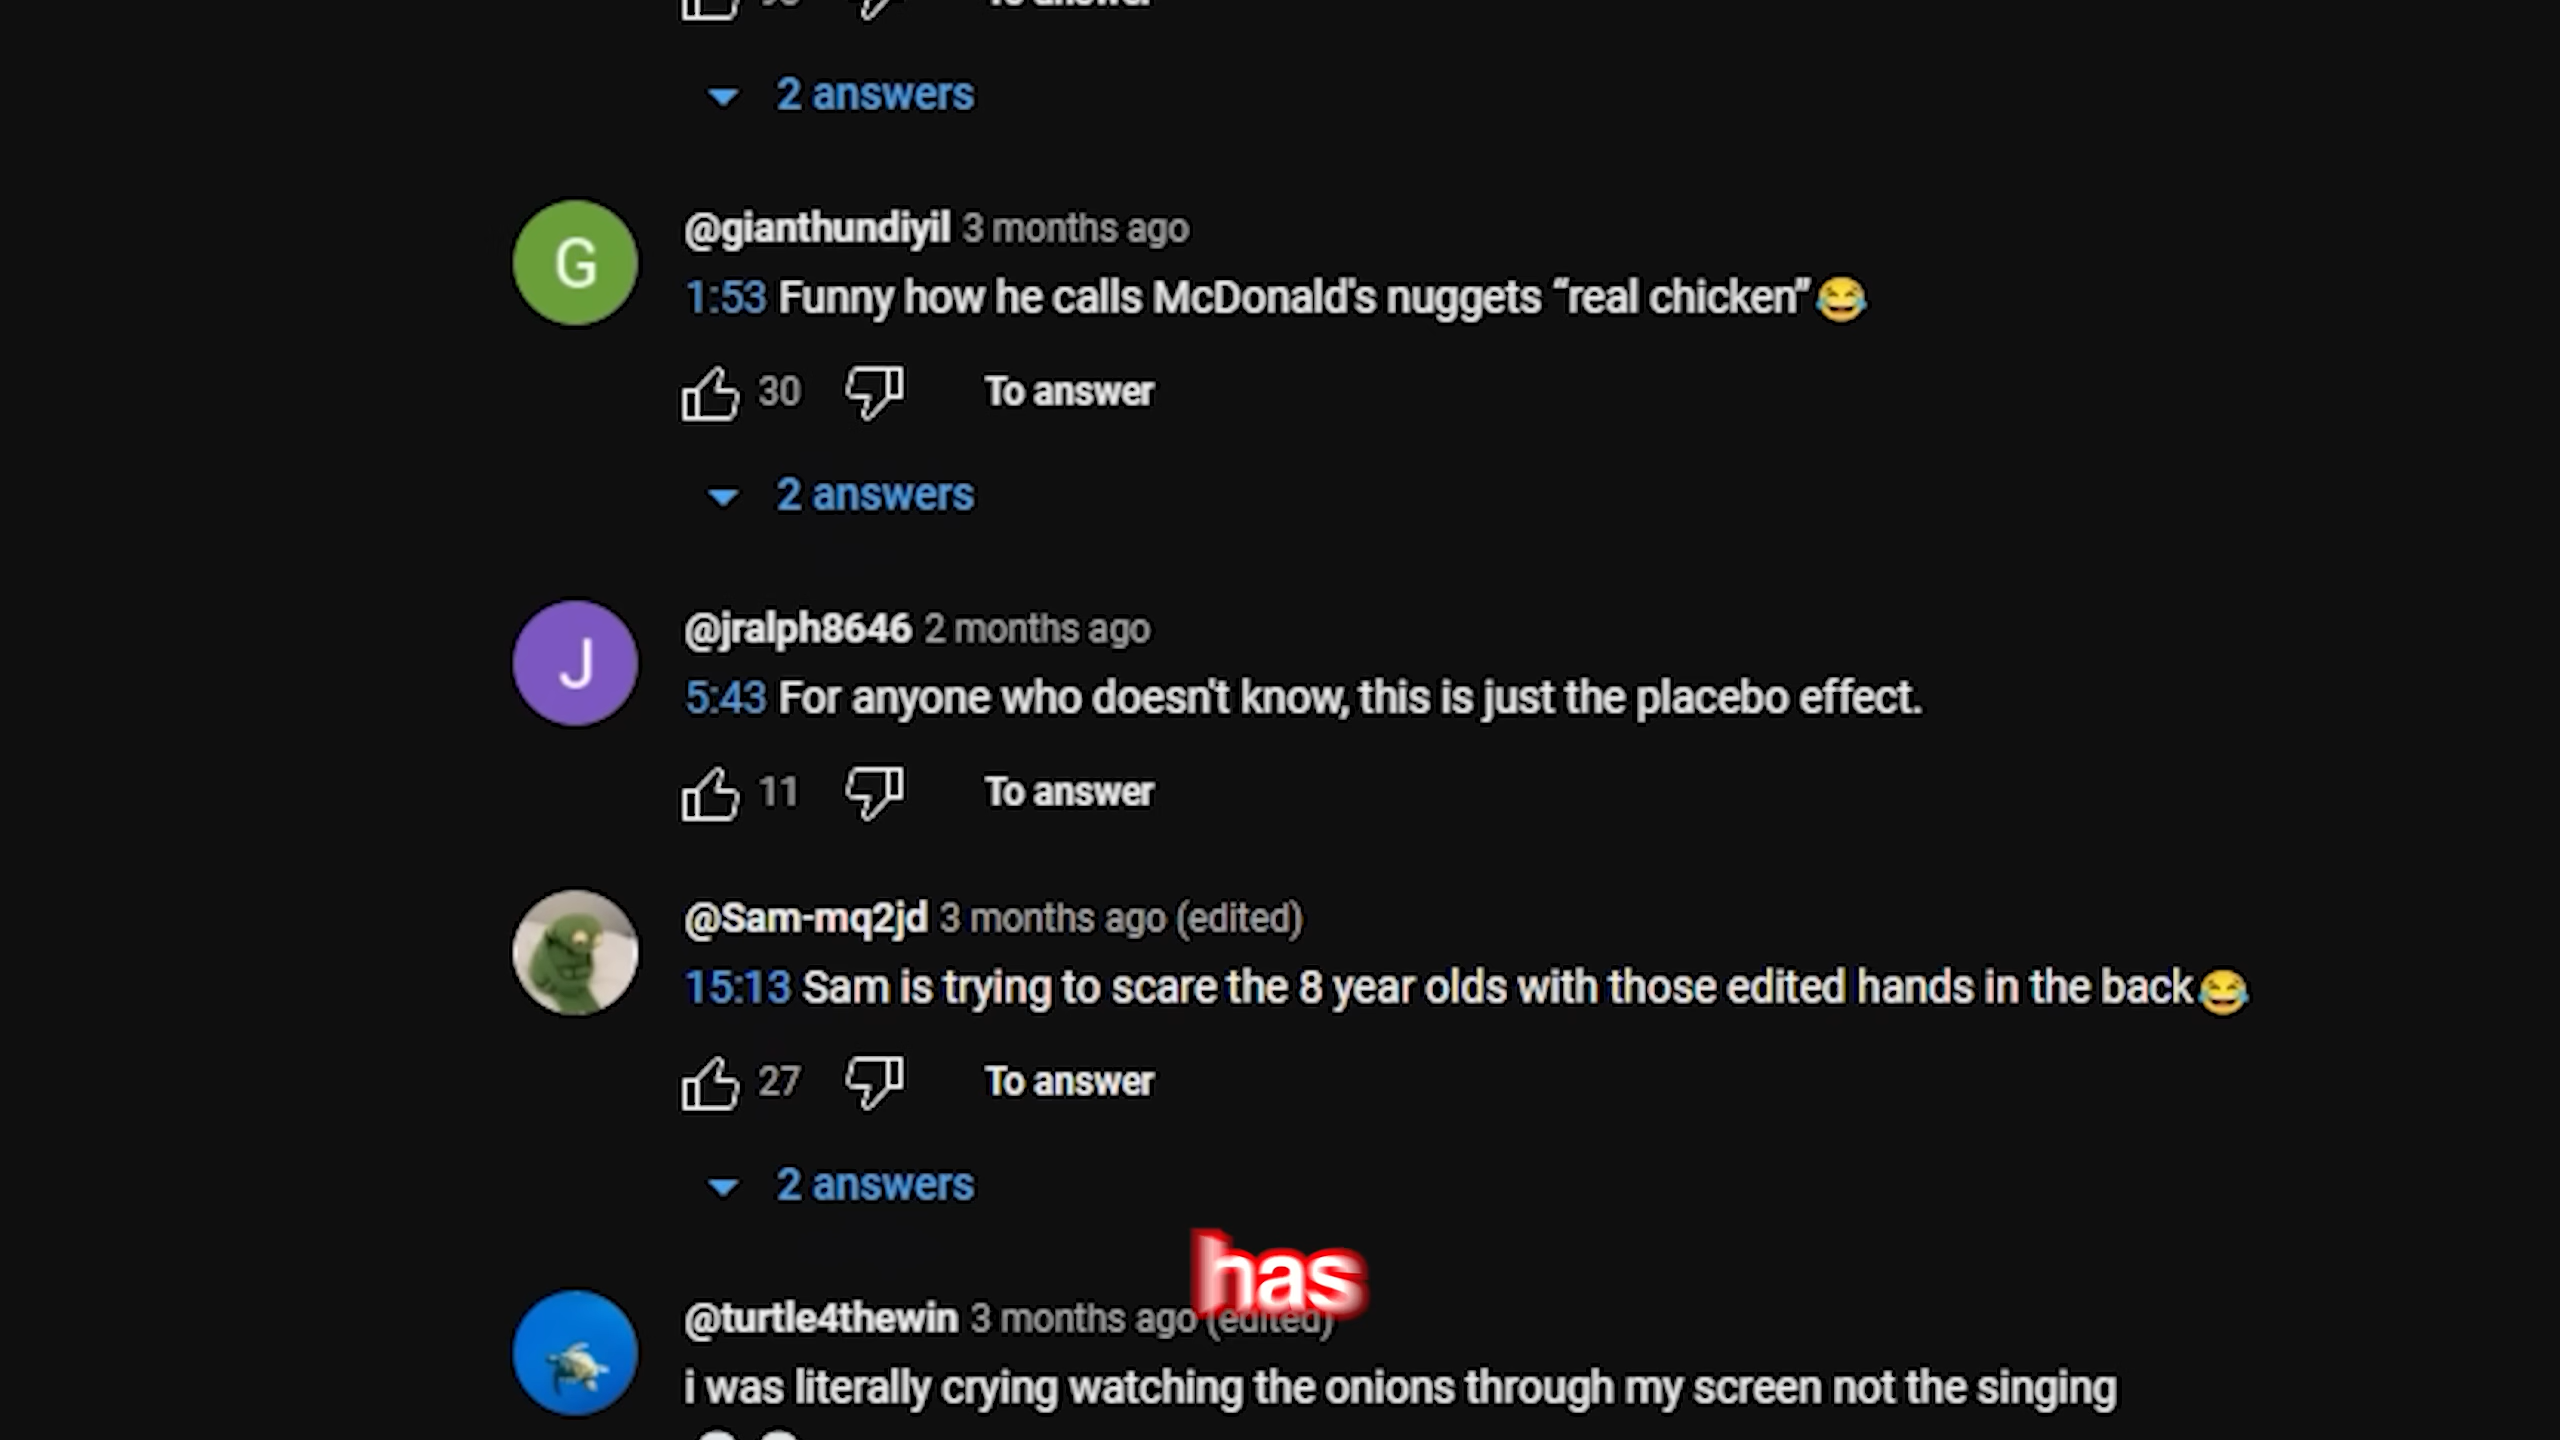 To answer
2 answers
G
@gianthundiyil 3 months ago
1:53 Funny how he calls McDonald's nuggets “real chicken”😂
30 To answer
2 answers
J
@jralph8646 2 months ago
5:43 For anyone who doesn't know, this is just the placebo effect.
11 To answer
@Sam-mq2jd 3 months ago (edited)
15:13 Sam is trying to scare the 8 year olds with those edited hands in the back😂
27 To answer
2 answers
has
@turtle4thewin 3 months ago (edited)
i was literally crying watching the onions through my screen not the singing